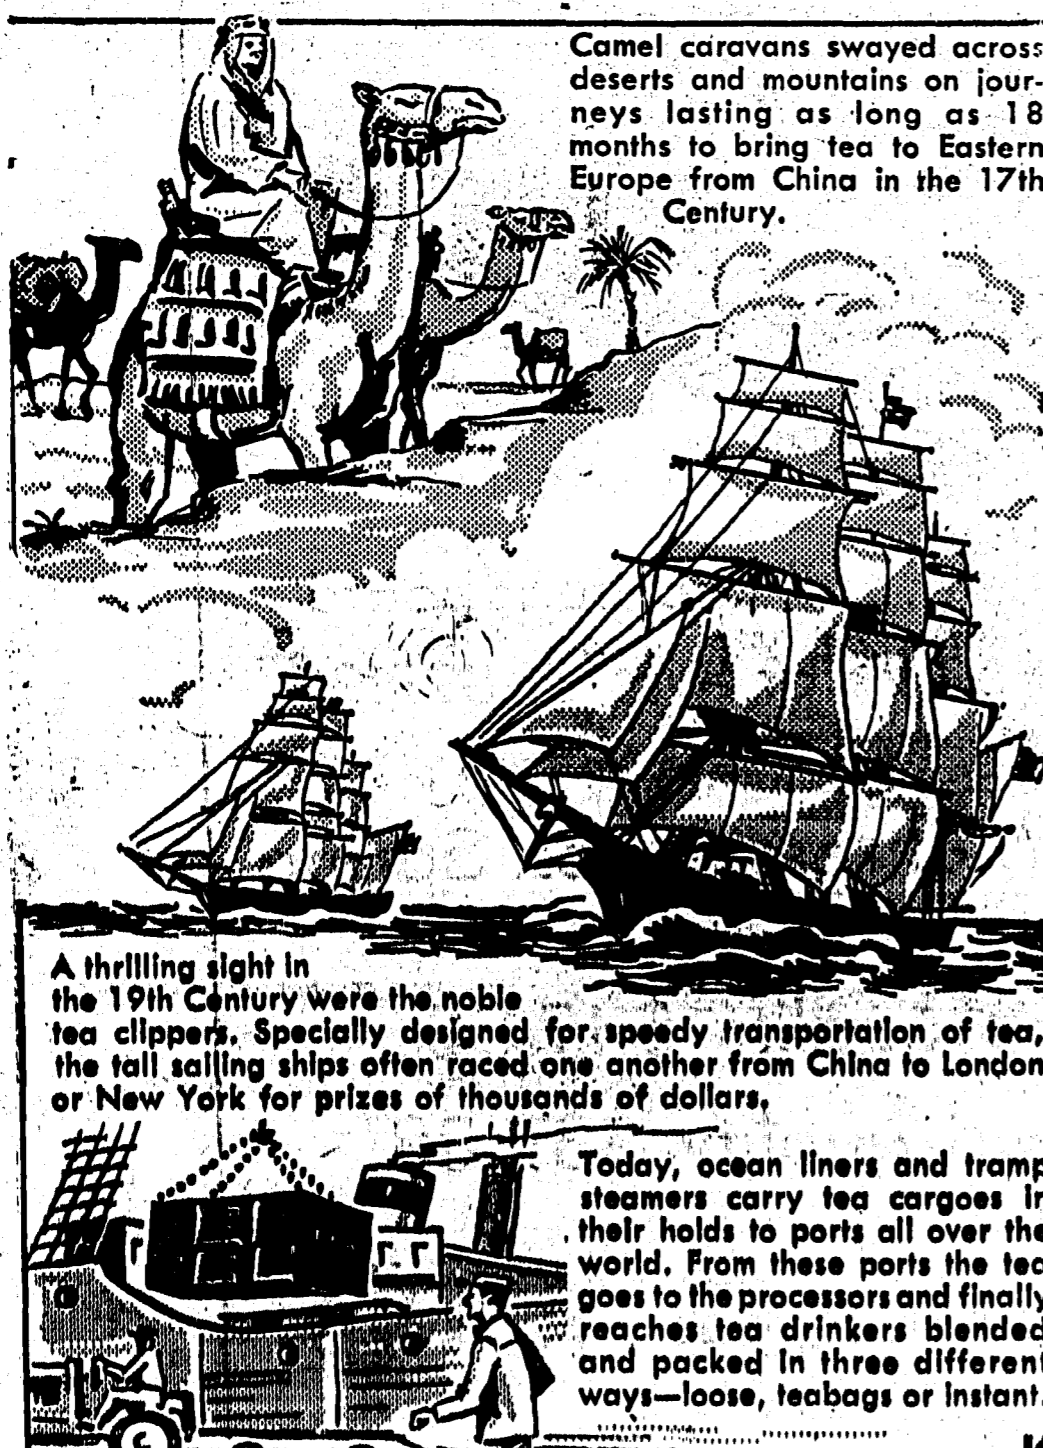 Camel caravans swayed across
deserts and mountains on jour-
neys lasting as long as 18
months to bring tea to Eastern
Europe from China in the 17th
Century.
A thrilling sight in
the 19th Century were the noble
tea clippers. Specially designed for speedy transportation of tea,
the tall sailing ships often raced one another from China to London
or New York for prizes of thousands of dollars.
Today, ocean liners and tramp
steamers carry tea cargoes in
their holds to ports all over the
world. From these ports the tea
goes to the processors and finally
reaches tea drinkers blended
and packed in three different
ways—loose, teabags or instant.